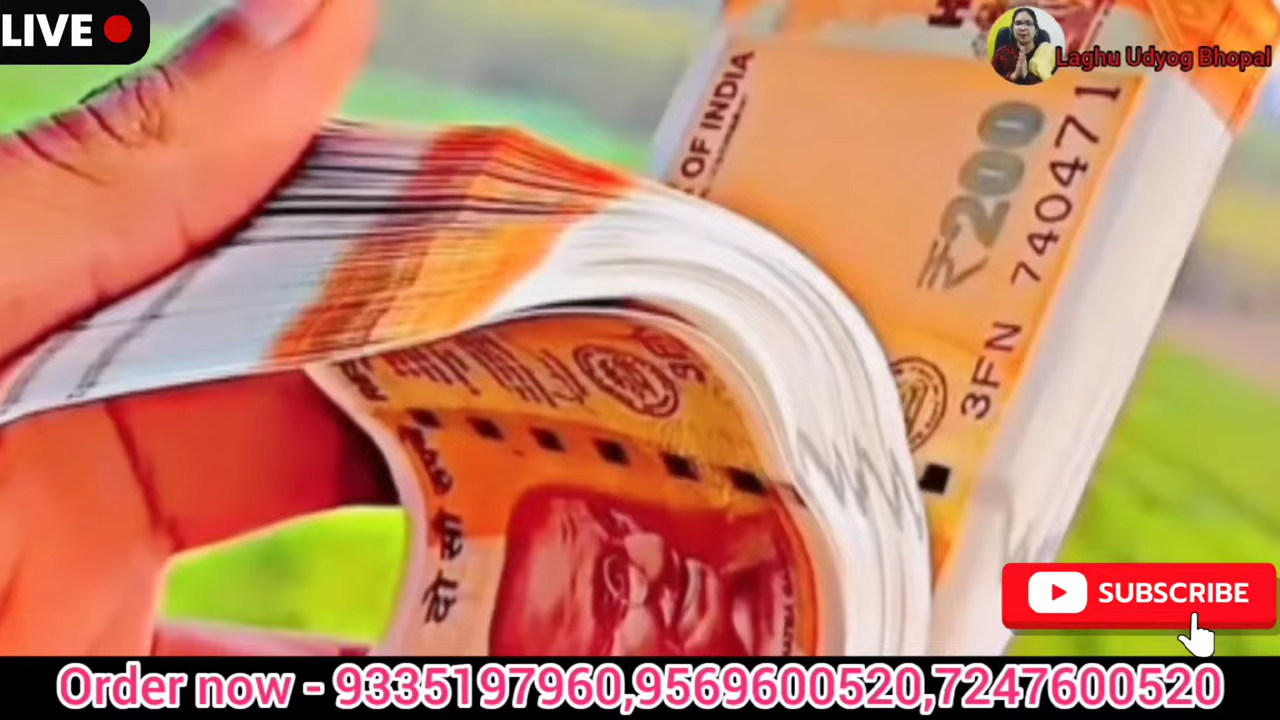 LIVE
Laghu Udyog Bhopal
OF INDIA
₹200
3FN 740471
दो सौ
SUBSCRIBE
Order now - 9335197960,9569600520,7247600520